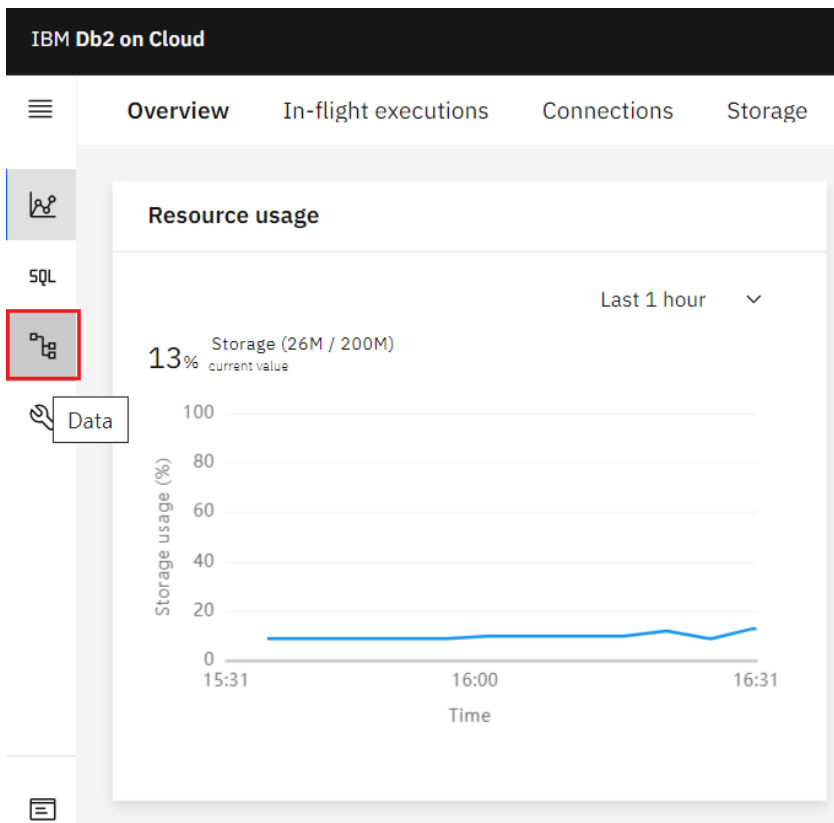 IBM Db2 on Cloud
Overview In-flight executions Connections Storage
Resource usage
SQL
Last 1 hour
13% Storage (26M / 200M)
current value
Data
100
80
60
40
20
0
Storage usage (%)
15:31 16:00 16:31
Time